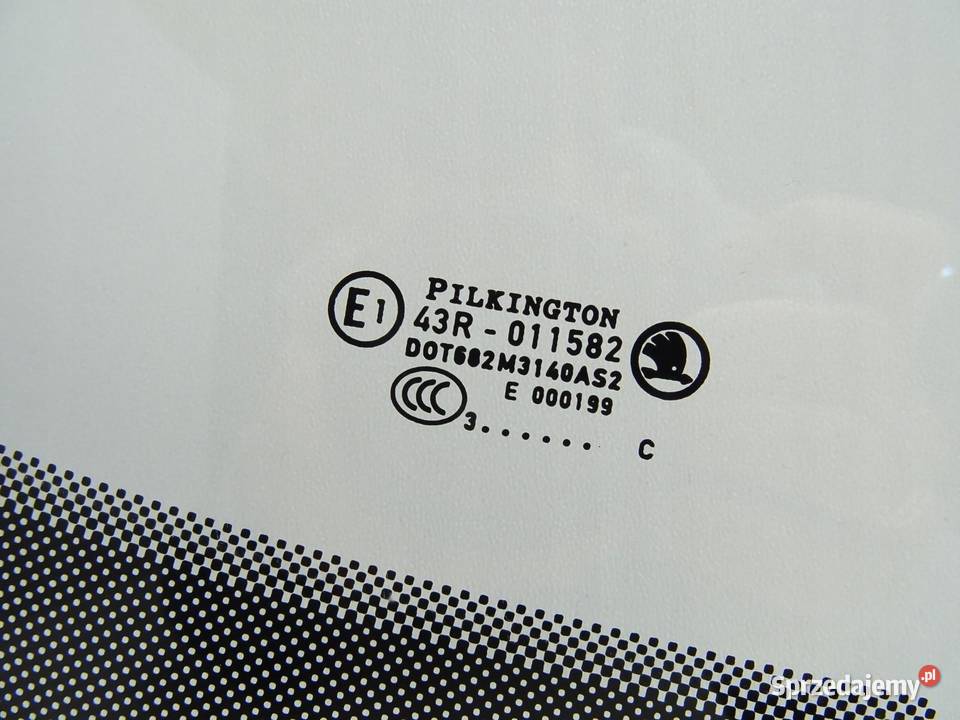 E1
PILKINGTON
43R - 011582
DOT682M3140AS2
E 000199
CCC
3....... C
Sprzedajemy.pl